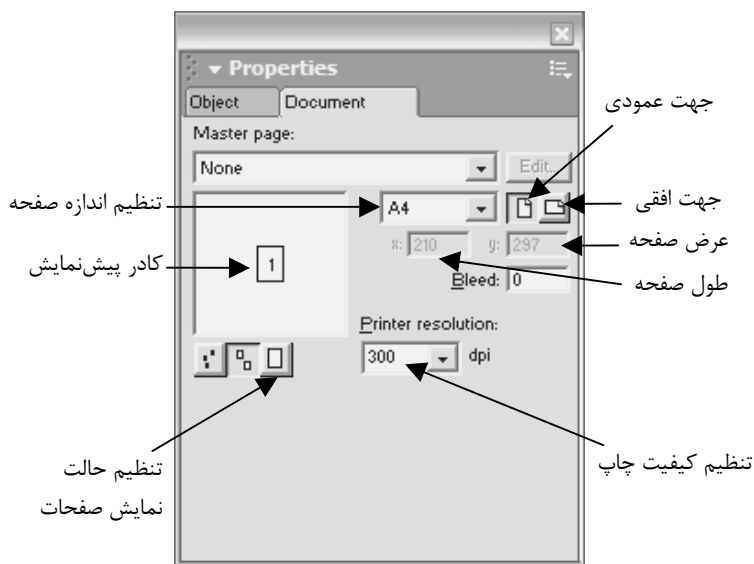 Properties
Object Document
Master page:
None Edit...
A4
x: 210 y: 297
Bleed: 0
1
Printer resolution:
300 dpi
جهت عمودی
جهت افقی
عرض صفحه
طول صفحه
تنظیم اندازه صفحه
کادر پیش‌نمایش
تنظیم حالت
نمایش صفحات
تنظیم کیفیت چاپ